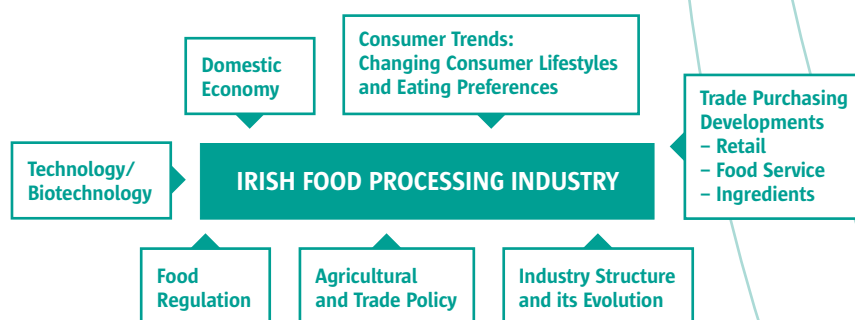 Domestic
Economy
Consumer Trends:
Changing Consumer Lifestyles
and Eating Preferences
Trade Purchasing
Developments
– Retail
– Food Service
– Ingredients
Technology/
Biotechnology
IRISH FOOD PROCESSING INDUSTRY
Food
Regulation
Agricultural
and Trade Policy
Industry Structure
and its Evolution